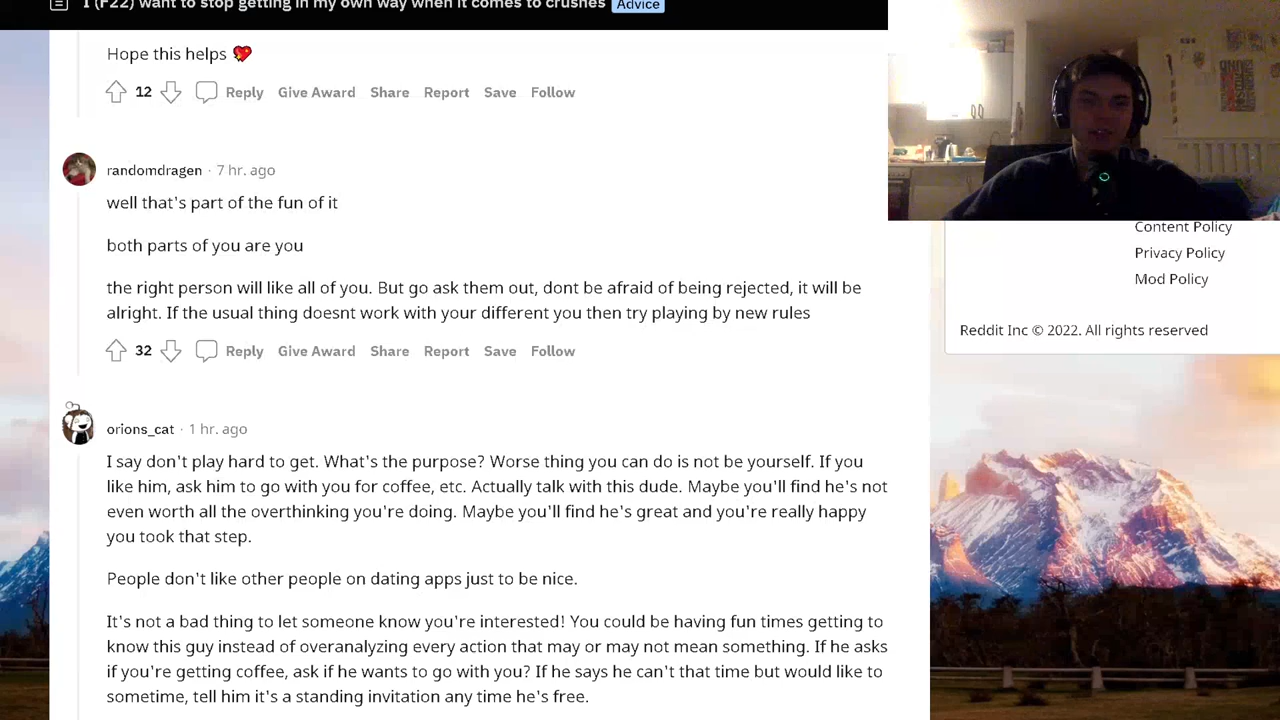 I (F22) want to stop getting in my own way when it comes to crushes Advice
Hope this helps 💖
12 Reply Give Award Share Report Save Follow
randomdragen · 7 hr. ago
well that's part of the fun of it
both parts of you are you
the right person will like all of you. But go ask them out, dont be afraid of being rejected, it will be
alright. If the usual thing doesnt work with your different you then try playing by new rules
32 Reply Give Award Share Report Save Follow
orions_cat · 1 hr. ago
I say don't play hard to get. What's the purpose? Worse thing you can do is not be yourself. If you
like him, ask him to go with you for coffee, etc. Actually talk with this dude. Maybe you'll find he's not
even worth all the overthinking you're doing. Maybe you'll find he's great and you're really happy
you took that step.
People don't like other people on dating apps just to be nice.
It's not a bad thing to let someone know you're interested! You could be having fun times getting to
know this guy instead of overanalyzing every action that may or may not mean something. If he asks
if you're getting coffee, ask if he wants to go with you? If he says he can't that time but would like to
sometime, tell him it's a standing invitation any time he's free.
Content Policy
Privacy Policy
Mod Policy
Reddit Inc © 2022. All rights reserved